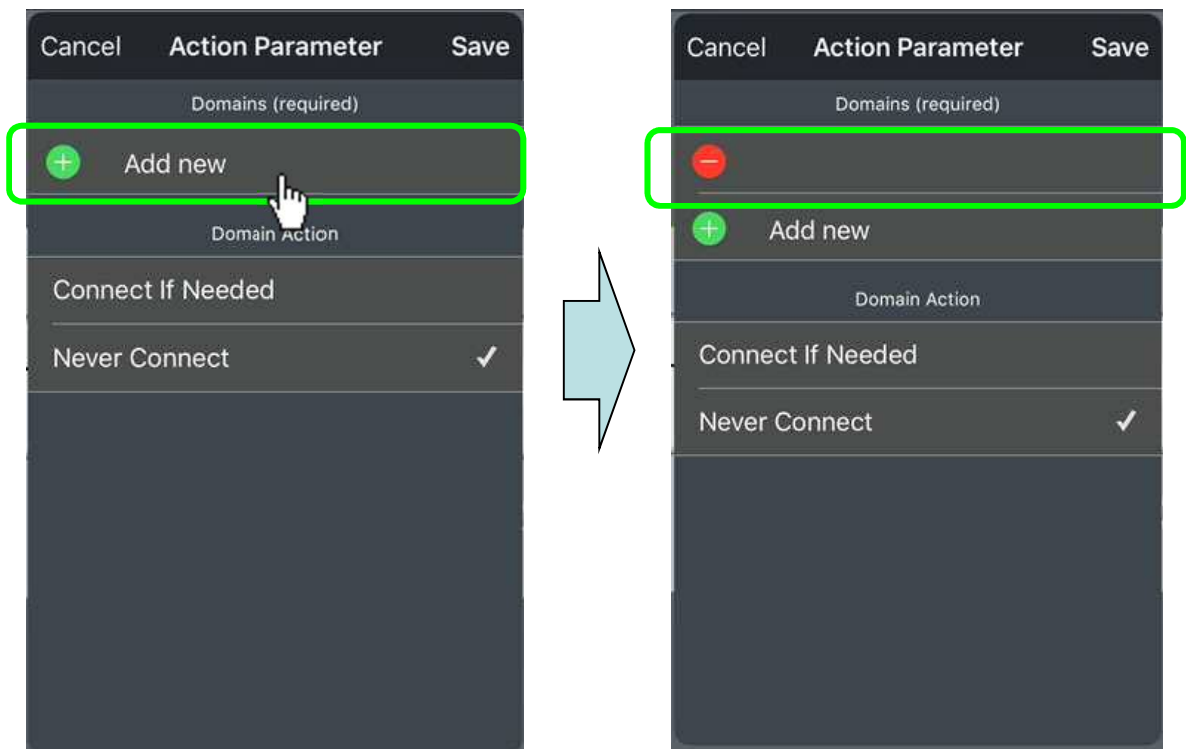 Cancel Action Parameter Save
Domains (required)
Add new
Domain Action
Connect If Needed
Never Connect
Cancel Action Parameter Save
Domains (required)
Add new
Domain Action
Connect If Needed
Never Connect